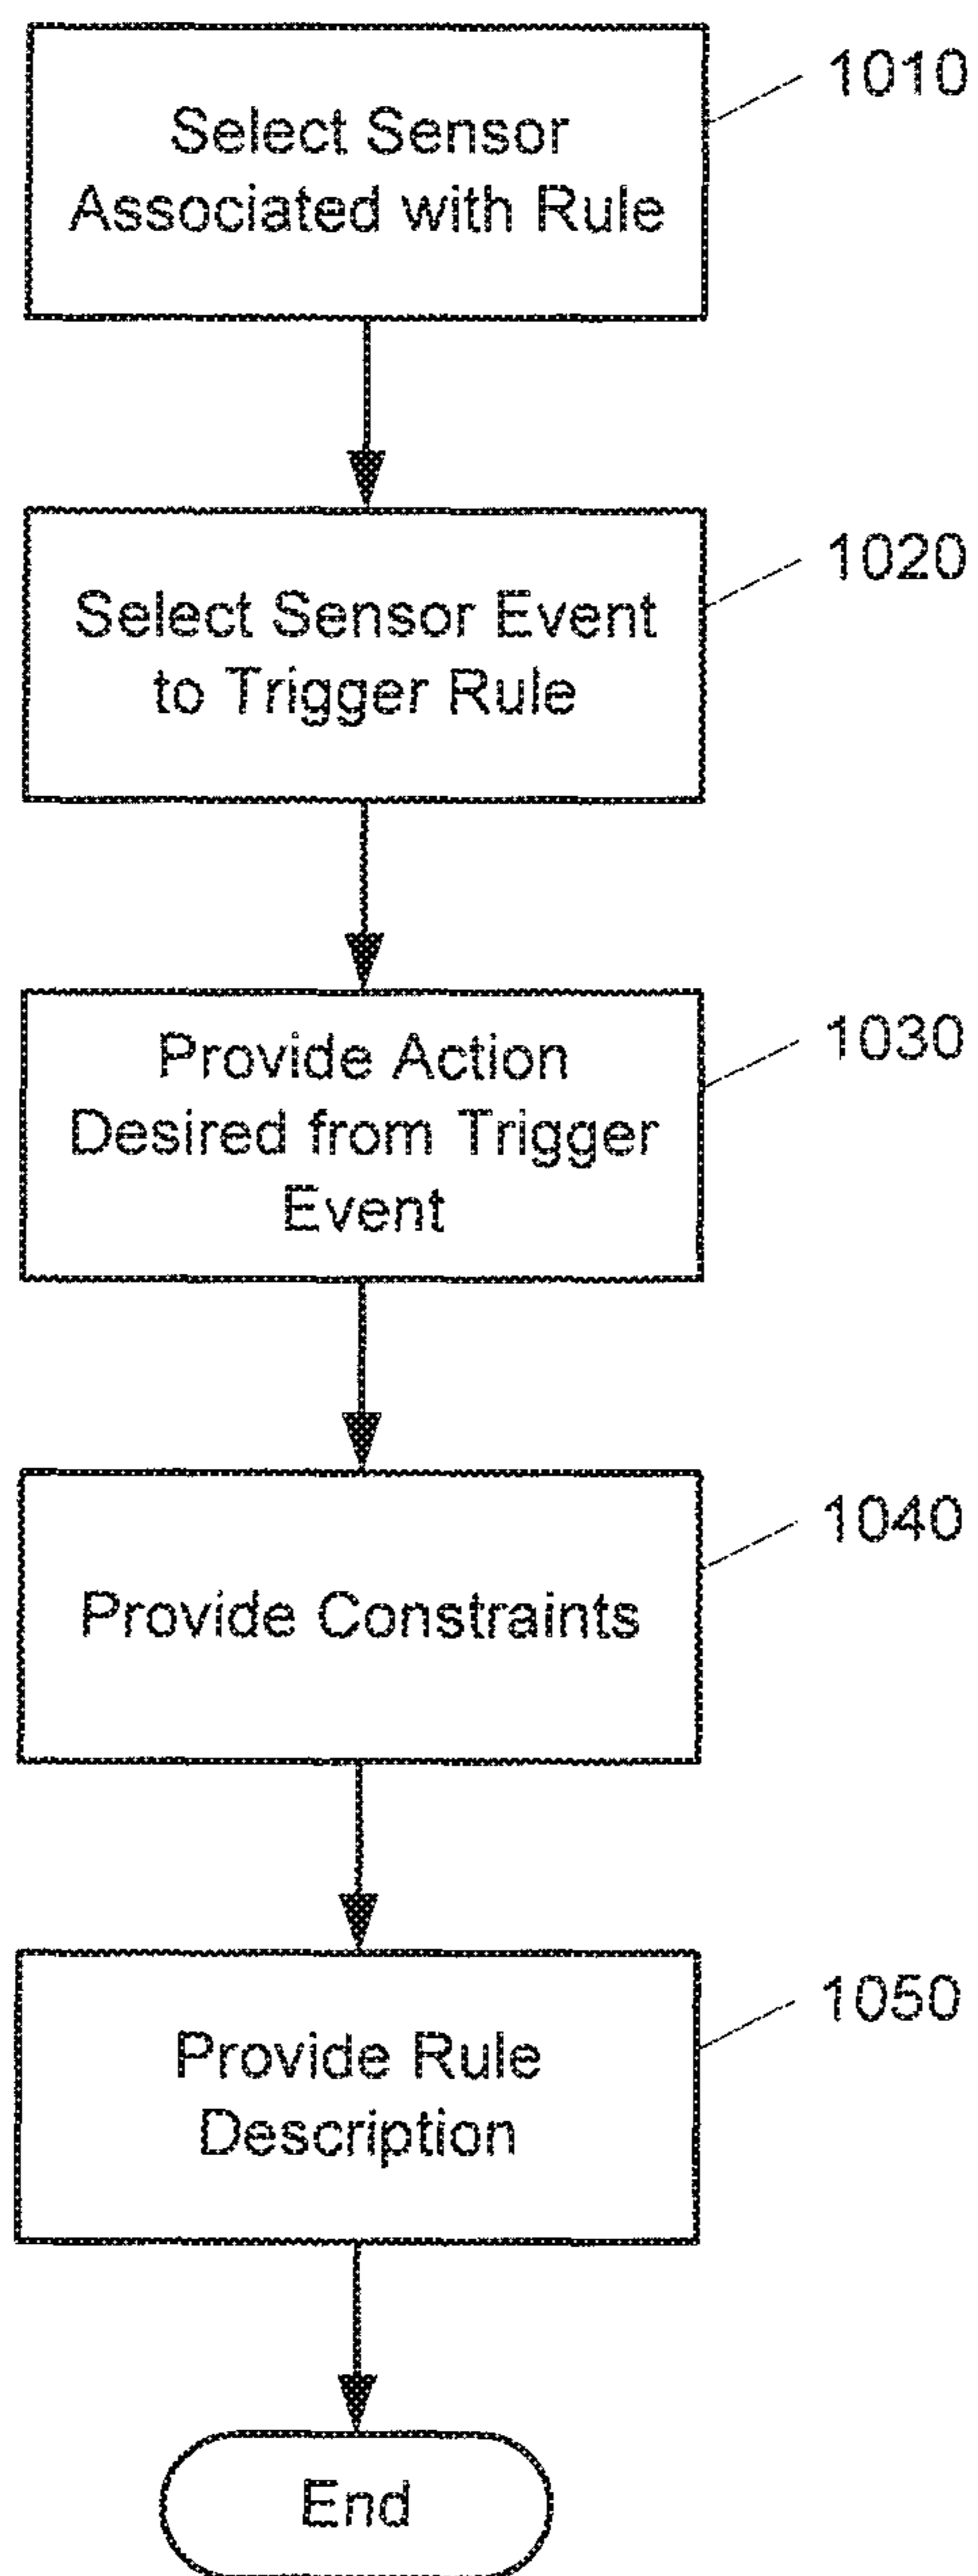 Select Sensor
Associated with Rule
1010
Select Sensor Event
to Trigger Rule
1020
Provide Action
Desired from Trigger
Event
1030
Provide Constraints
1040
Provide Rule
Description
1050
End